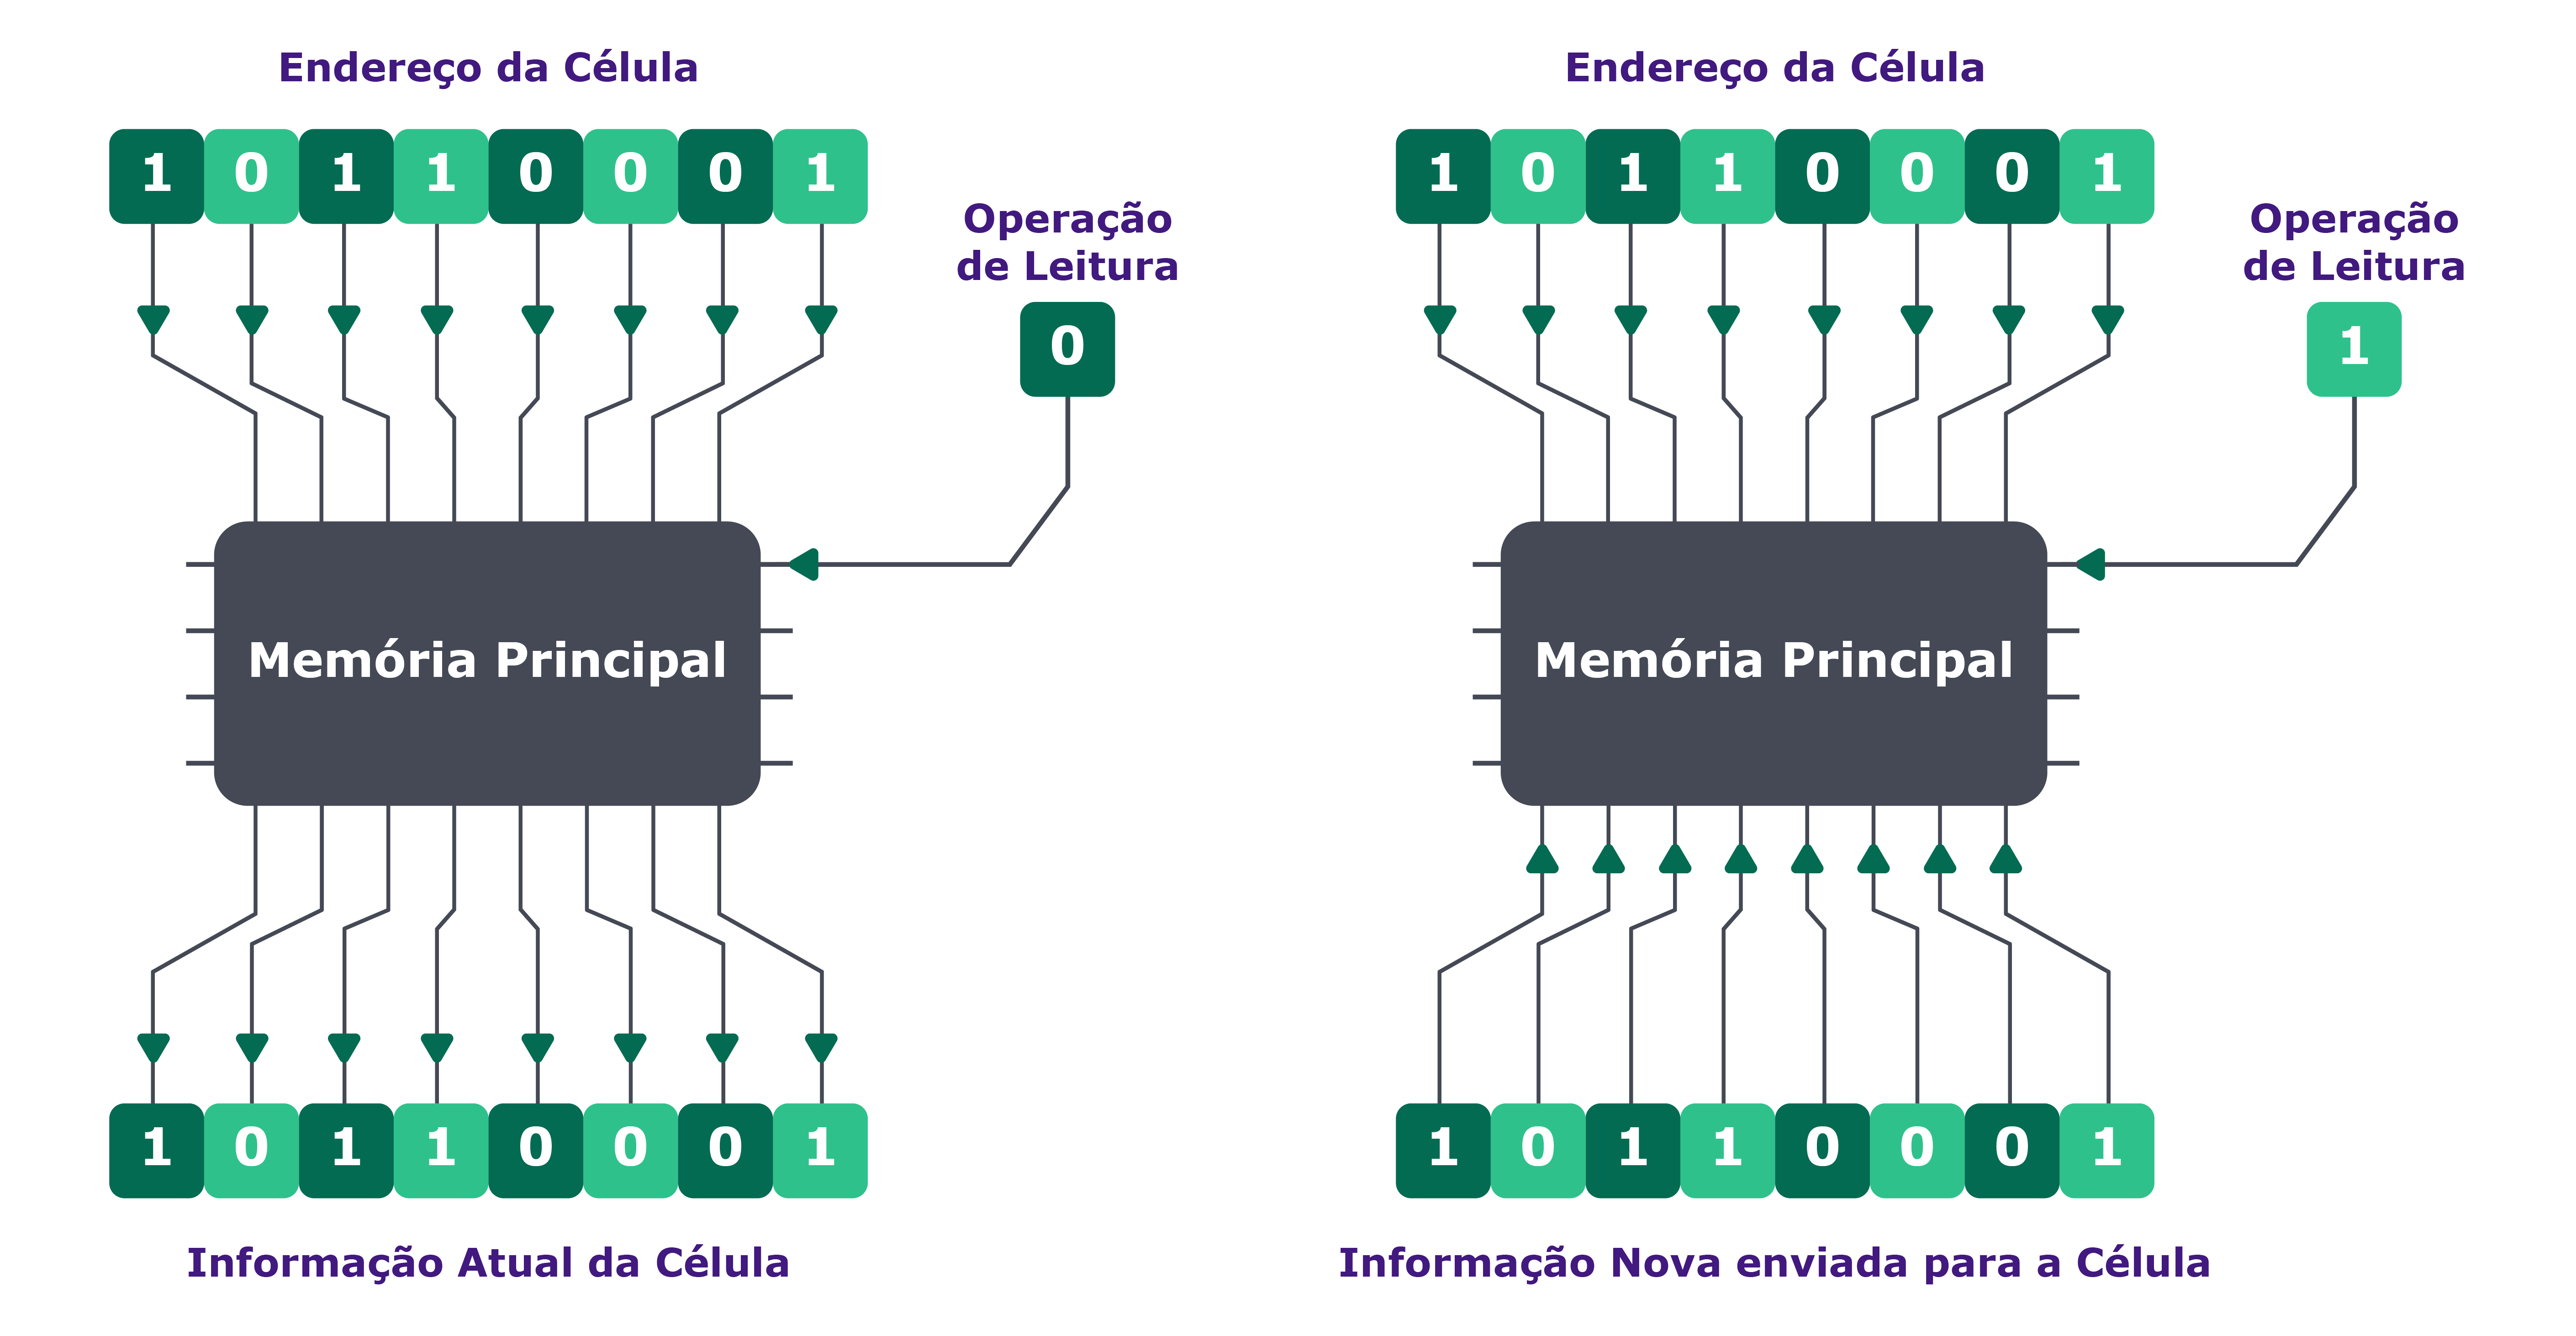 Endereço da Célula
1 0 1 1 0 0 0 1
Operação
de Leitura
0
Memória Principal
1 0 1 1 0 0 0 1
Informação Atual da Célula
Endereço da Célula
1 0 1 1 0 0 0 1
Operação
de Leitura
1
Memória Principal
1 0 1 1 0 0 0 1
Informação Nova enviada para a Célula